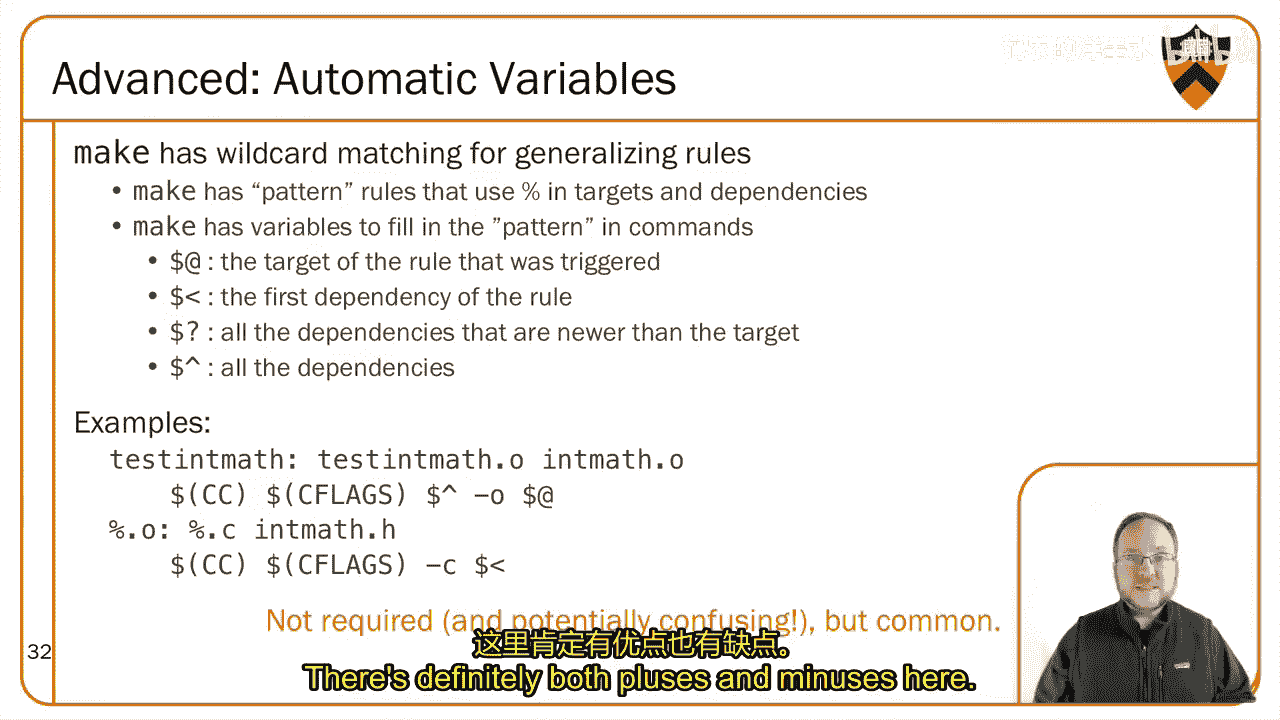 Advanced: Automatic Variables
make has wildcard matching for generalizing rules
• make has “pattern” rules that use % in targets and dependencies
• make has variables to fill in the ”pattern” in commands
• $@ : the target of the rule that was triggered
• $< : the first dependency of the rule
• $? : all the dependencies that are newer than the target
• $^ : all the dependencies
Examples:
testintmath: testintmath.o intmath.o
$(CC) $(CFLAGS) $^ -o $@
%.o: %.c intmath.h
$(CC) $(CFLAGS) -c $<
Not required (and potentially confusing!), but common.
32
这里肯定有优点也有缺点。
There's definitely both pluses and minuses here.